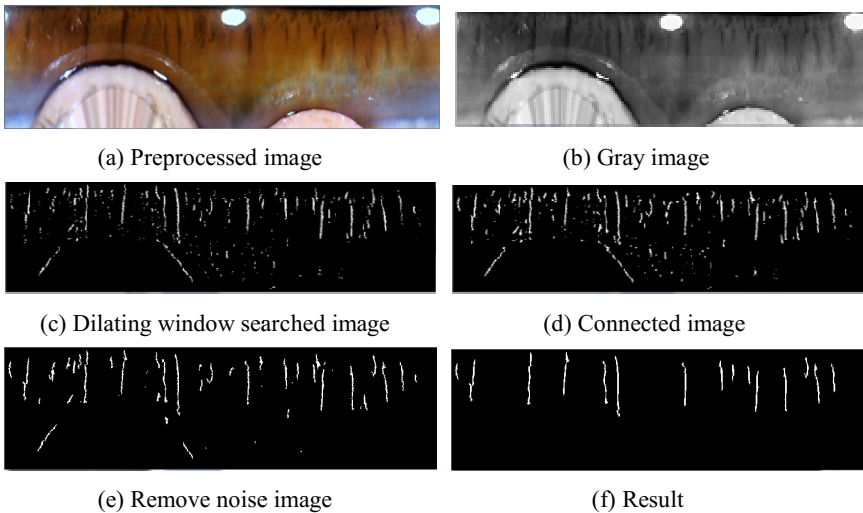 (a) Preprocessed image
(b) Gray image
(c) Dilating window searched image
(d) Connected image
(e) Remove noise image
(f) Result